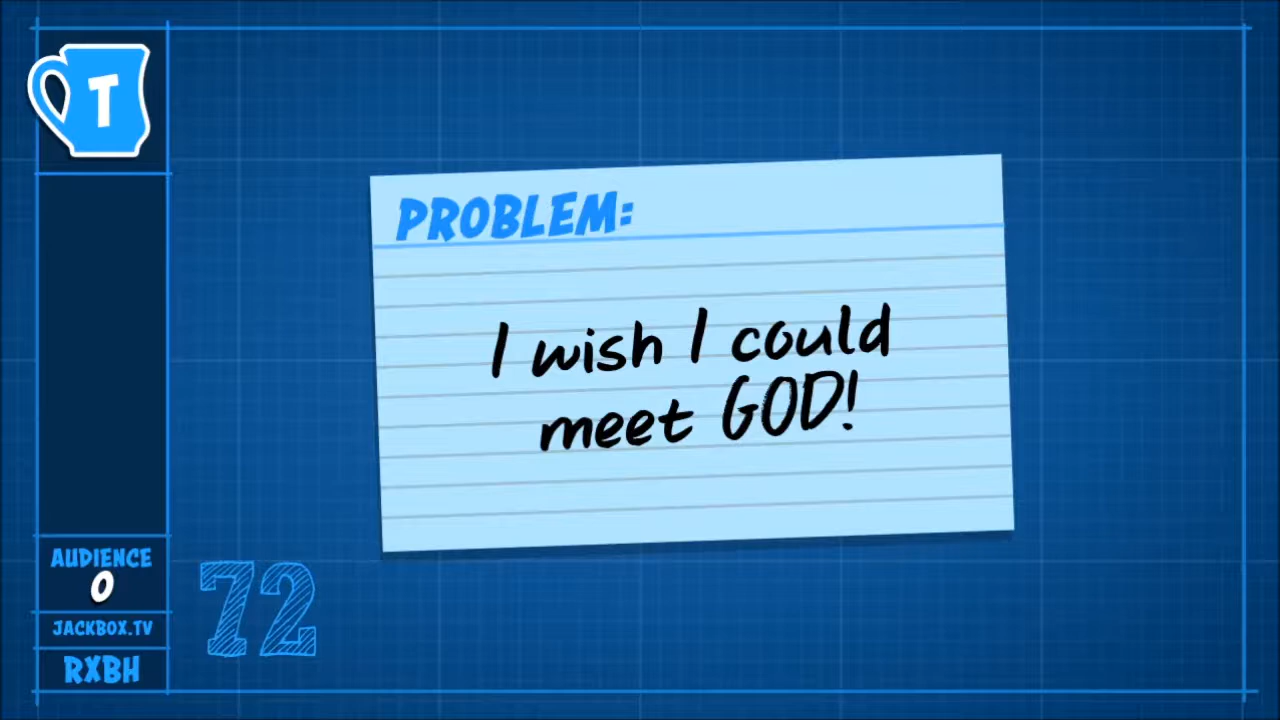 T
PROBLEM:
I wish I could
meet GOD!
AUDIENCE
0
JACKBOX.TV
RXBH
72